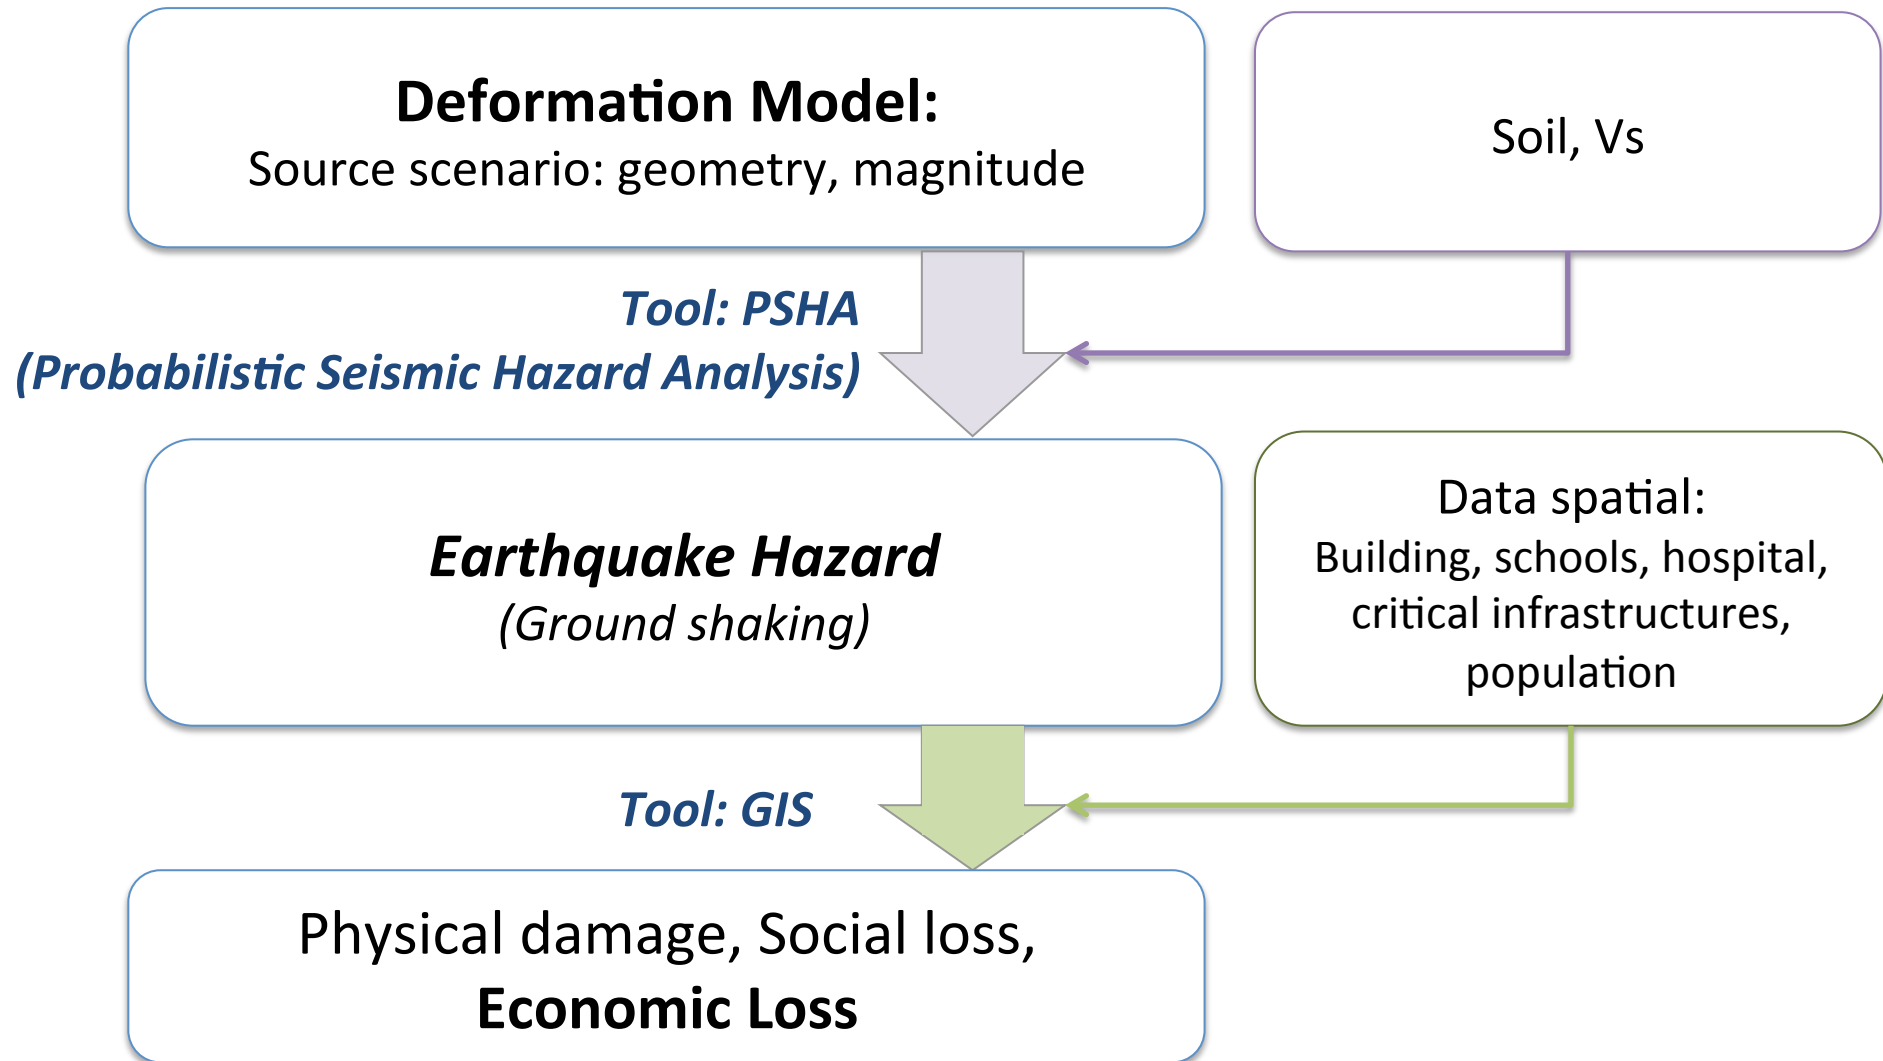 Deformation Model:
Source scenario: geometry, magnitude
Soil, Vs
Tool: PSHA
(Probabilistic Seismic Hazard Analysis)
Earthquake Hazard
(Ground shaking)
Data spatial:
Building, schools, hospital,
critical infrastructures,
population
Tool: GIS
Physical damage, Social loss,
Economic Loss